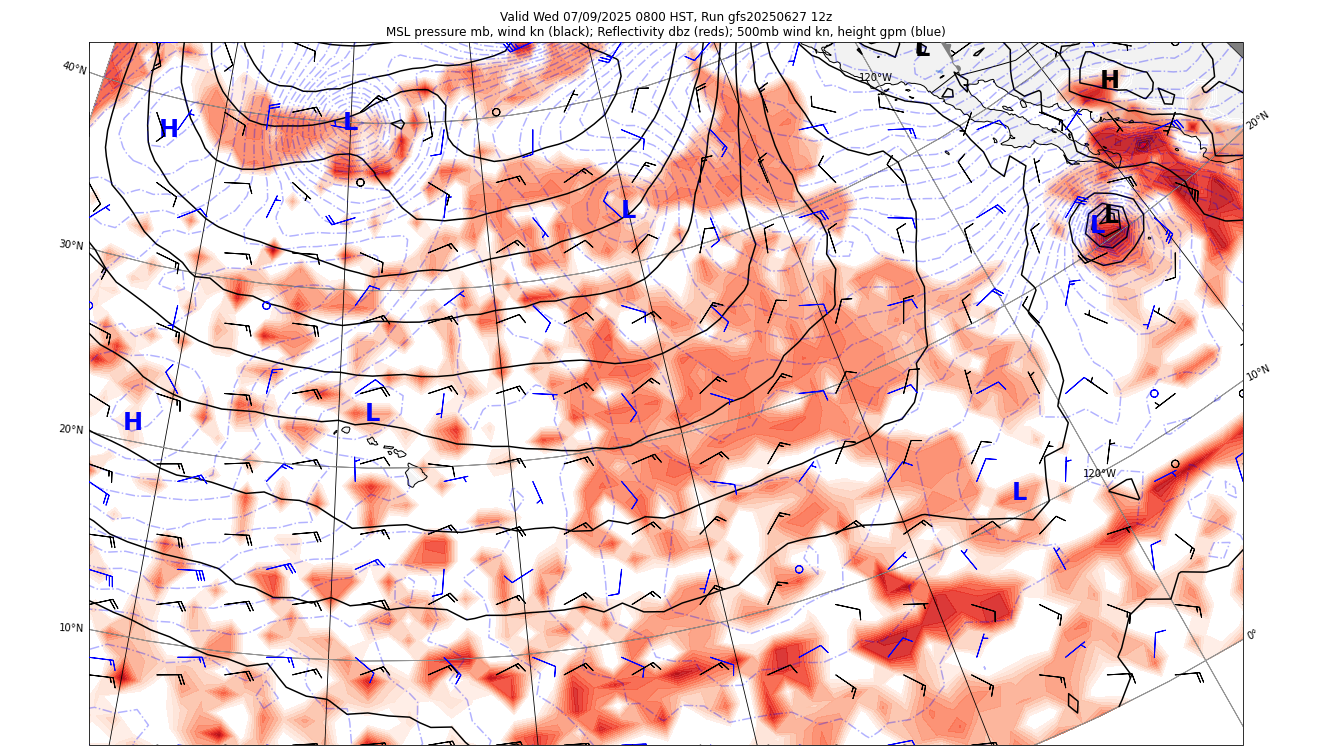 Valid Wed 07/09/2025 0800 HST, Run gfs20250627 12z
MSL pressure mb, wind kn (black); Reflectivity dbz (reds); 500mb wind kn, height gpm (blue)
L
40°N
120°W
H
H
L
20°N
L
L
L
30°N
10°N
L
H
20°N
120°W
L
10°N
0°